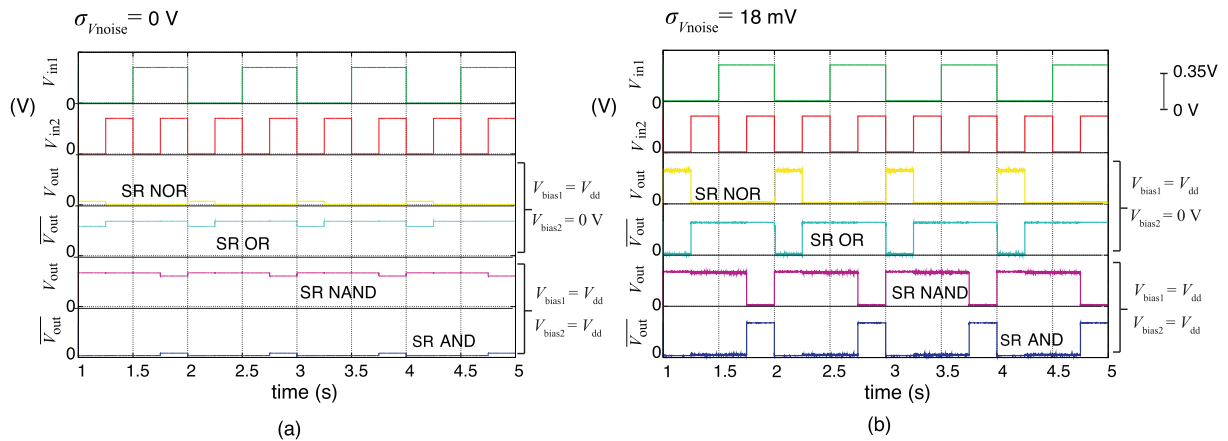 σVnoise = 0 V
(V)
Vin1
0
Vin2
0
Vout
0
SR NOR
Vout
0
SR OR
Vout
0
SR NAND
Vout
0
SR AND
Vbias1 = Vdd
Vbias2 = 0 V
Vbias1 = Vdd
Vbias2 = Vdd
1 1.5 2 2.5 3 3.5 4 4.5 5
time (s)
(a)
σVnoise = 18 mV
(V)
Vin1
0
Vin2
0
Vout
0
SR NOR
Vout
0
SR OR
Vout
0
SR NAND
Vout
0
SR AND
0.35V
0 V
Vbias1 = Vdd
Vbias2 = 0 V
Vbias1 = Vdd
Vbias2 = Vdd
1 1.5 2 2.5 3 3.5 4 4.5 5
time (s)
(b)